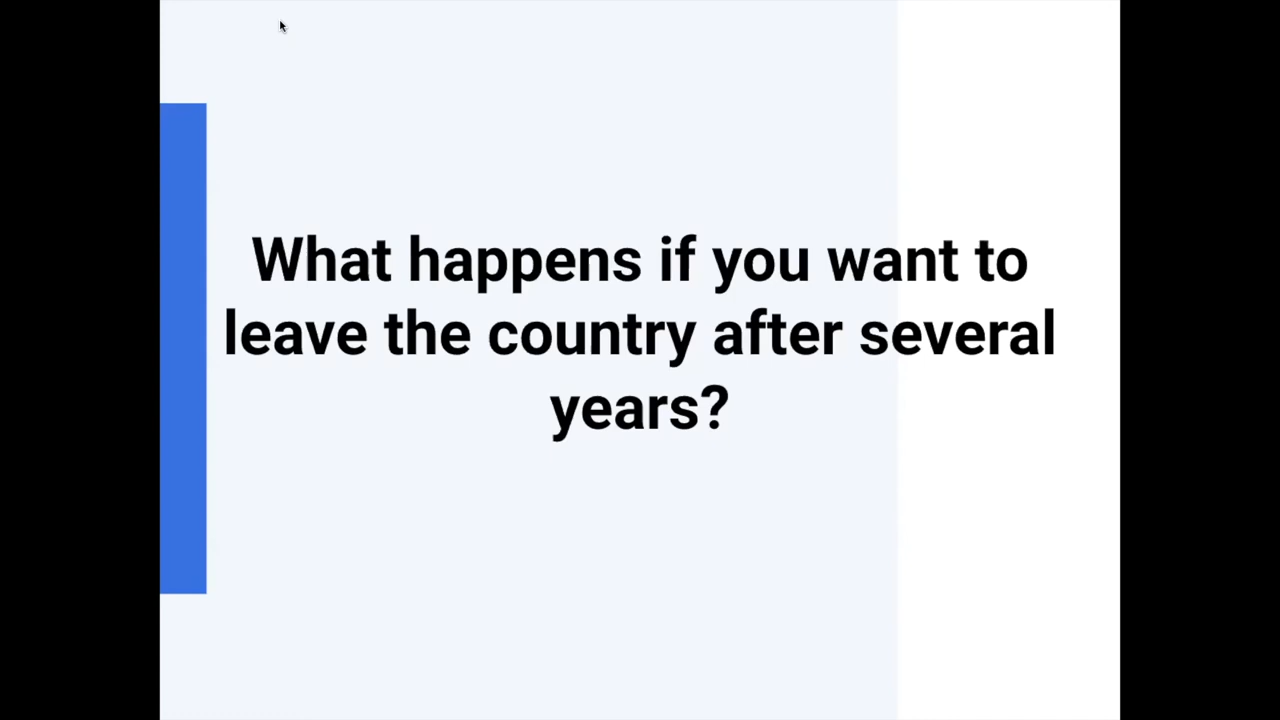 What happens if you want to
leave the country after several
years?